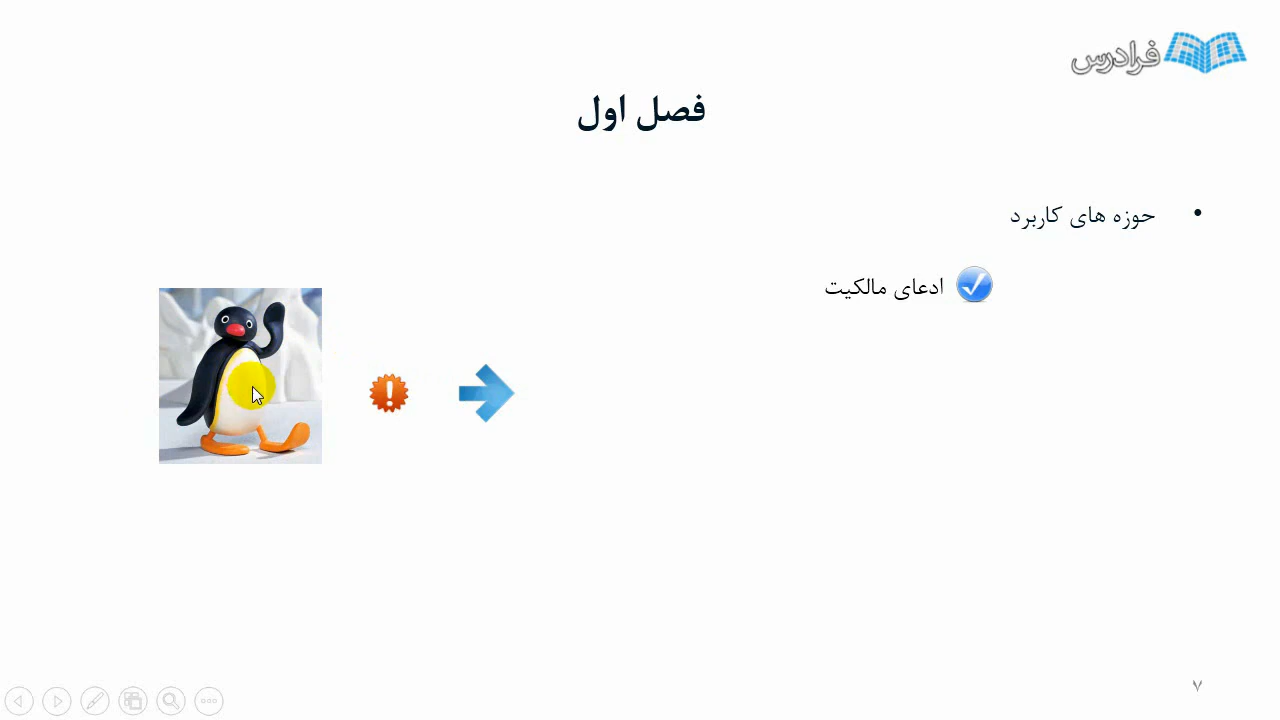 فرادرس
فصل اول
• حوزه های کاربرد
ادعای مالکیت
۷